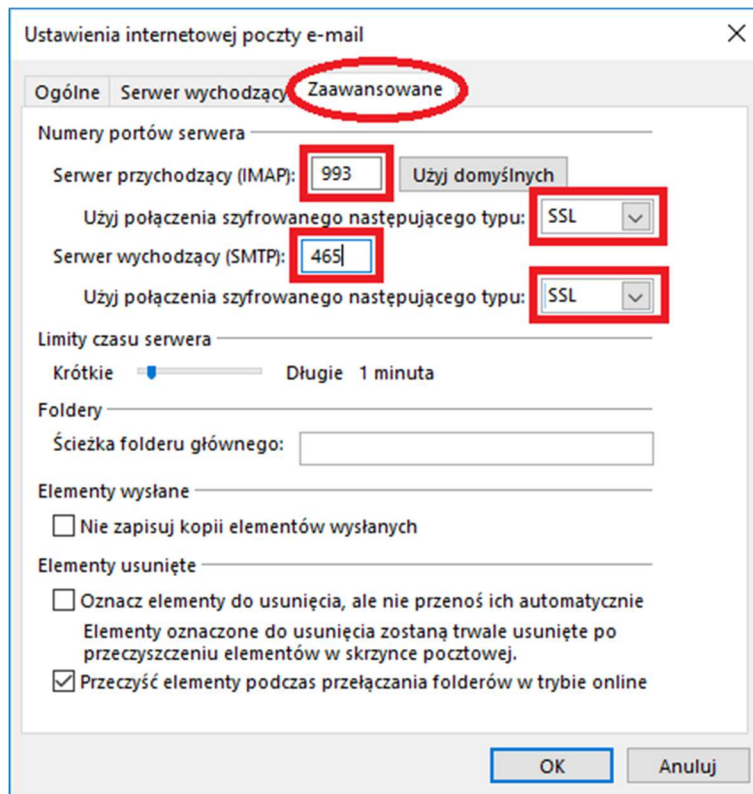 Ustawienia internetowej poczty e-mail
Ogólne Serwer wychodzący Zaawansowane
Numery portów serwera
Serwer przychodzący (IMAP): 993 Użyj domyślnych
Użyj połączenia szyfrowanego następującego typu: SSL
Serwer wychodzący (SMTP): 465
Użyj połączenia szyfrowanego następującego typu: SSL
Limity czasu serwera
Krótkie Długie 1 minuta
Foldery
Ścieżka folderu głównego:
Elementy wysłane
Nie zapisuj kopii elementów wysłanych
Elementy usunięte
Oznacz elementy do usunięcia, ale nie przenoś ich automatycznie
Elementy oznaczone do usunięcia zostaną trwale usunięte po
przeczyszczeniu elementów w skrzynce pocztowej.
Przeczyść elementy podczas przełączania folderów w trybie online
OK Anuluj